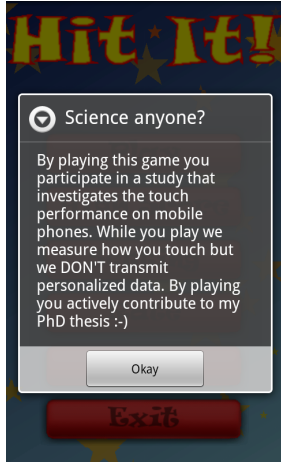 Hit It!
Science anyone?
By playing this game you
participate in a study that
investigates the touch
performance on mobile
phones. While you play we
measure how you touch but
we DON'T transmit
personalized data. By playing
you actively contribute to my
PhD thesis :-)
Okay
Exit